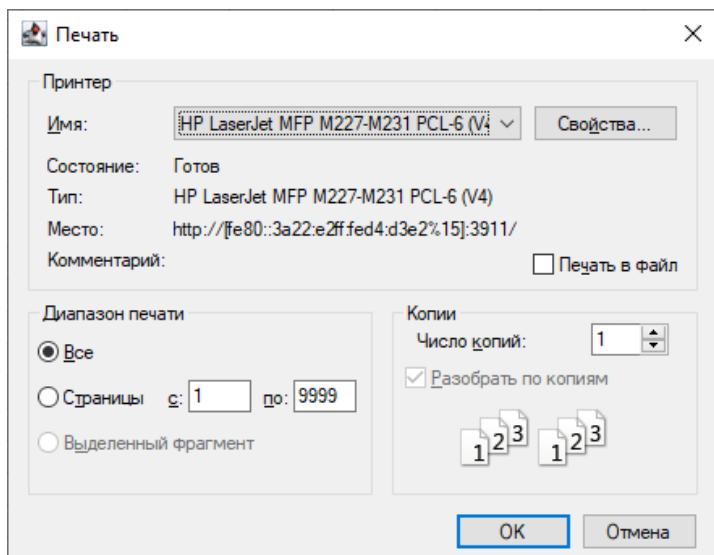 Печать
Принтер
Имя: HP LaserJet MFP M227-M231 PCL-6 (V4 Свойства...
Состояние: Готов
Тип: HP LaserJet MFP M227-M231 PCL-6 (V4)
Место: http://[fe80::3a22:e2ff:fed4:d3e2%15]:3911/
Комментарий: Печать в файл
Диапазон печати
Все
Страницы с: 1 по: 9999
Выделенный фрагмент
Копии
Число копий: 1
Разобрать по копиям
1 2 3 1 2 3
OK Отмена